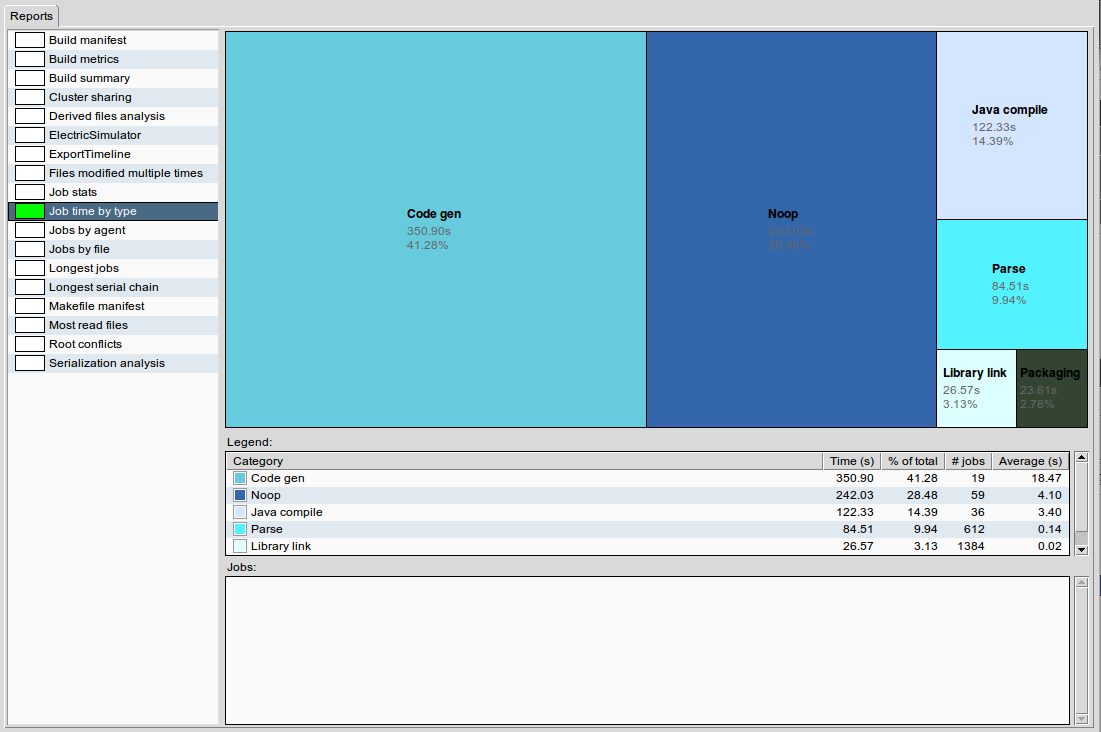 Reports
Build manifest
Build metrics
Build summary
Cluster sharing
Derived files analysis
ElectricSimulator
ExportTimeline
Files modified multiple times
Job stats
Job time by type
Jobs by agent
Jobs by file
Longest jobs
Longest serial chain
Makefile manifest
Most read files
Root conflicts
Serialization analysis
Code gen
350.90s
41.28%
Noop
242.03s
28.48%
Java compile
122.33s
14.39%
Parse
84.51s
9.94%
Library link
26.57s
3.13%
Packaging
23.61s
2.78%
Legend:
Category Time (s) % of total # jobs Average (s)
Code gen 350.90 41.28 19 18.47
Noop 242.03 28.48 59 4.10
Java compile 122.33 14.39 36 3.40
Parse 84.51 9.94 612 0.14
Library link 26.57 3.13 1384 0.02
Jobs: